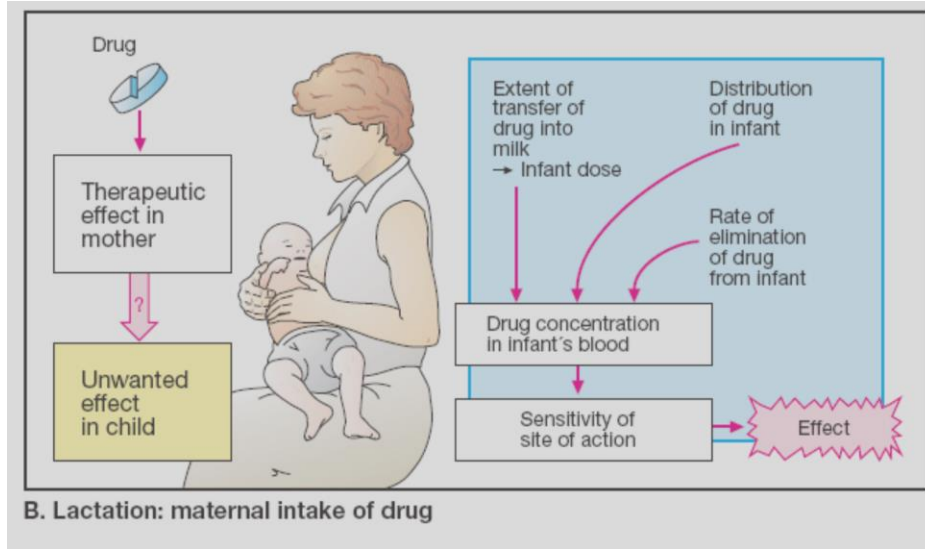 Drug
Therapeutic
effect in
mother
?
Unwanted
effect
in child
Extent of
transfer of
drug into
milk
→ Infant dose
Distribution
of drug
in infant
Rate of
elimination
of drug
from infant
Drug concentration
in infant´s blood
Sensitivity of
site of action
Effect
B. Lactation: maternal intake of drug